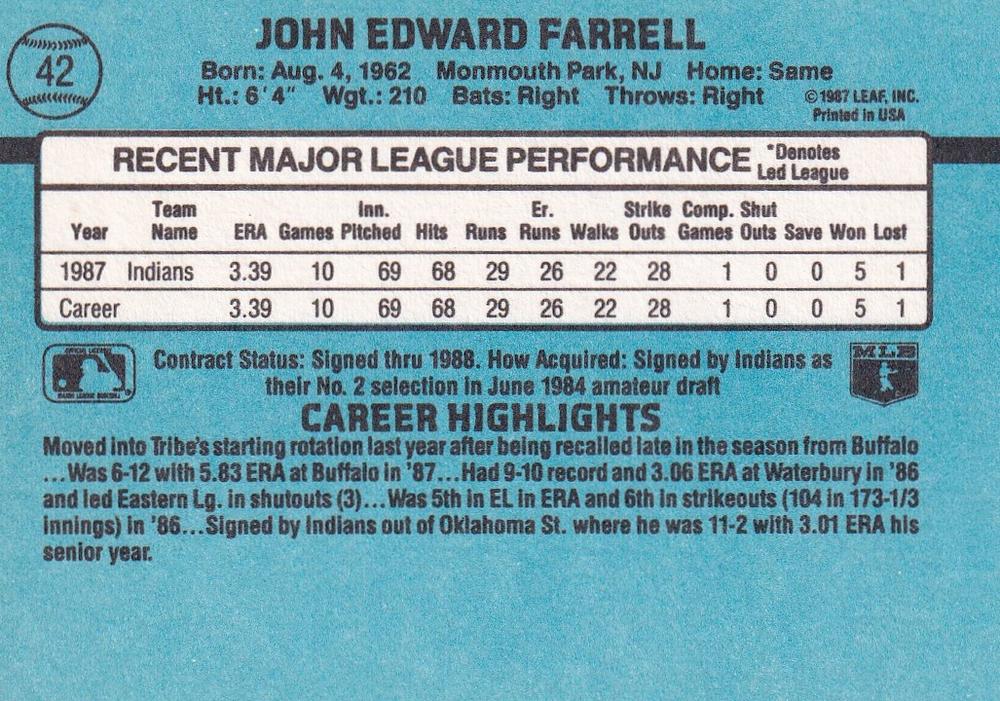 JOHN EDWARD FARRELL
42
Born: Aug. 4, 1962 Monmouth Park, NJ Home: Same
Ht.: 6'4" Wgt.: 210 Bats: Right Throws: Right ©1987 LEAF, INC.
Printed in USA
RECENT MAJOR LEAGUE PERFORMANCE *Denotes
Led League
Team Inn. Er. Strike Comp. Shut
Year Name ERA Games Pitched Hits Runs Runs Walks Outs Games Outs Save Won Lost
1987 Indians 3.39 10 69 68 29 26 22 28 1 0 0 5 1
Career 3.39 10 69 68 29 26 22 28 1 0 0 5 1
MLB
Contract Status: Signed thru 1988. How Acquired: Signed by Indians as
their No. 2 selection in June 1984 amateur draft
CAREER HIGHLIGHTS
Moved into Tribe's starting rotation last year after being recalled late in the season from Buffalo
...Was 6-12 with 5.83 ERA at Buffalo in '87...Had 9-10 record and 3.06 ERA at Waterbury in '86
and led Eastern Lg. in shutouts (3)...Was 5th in EL in ERA and 6th in strikeouts (104 in 173-1/3
innings) in '86...Signed by Indians out of Oklahoma St. where he was 11-2 with 3.01 ERA his
senior year.